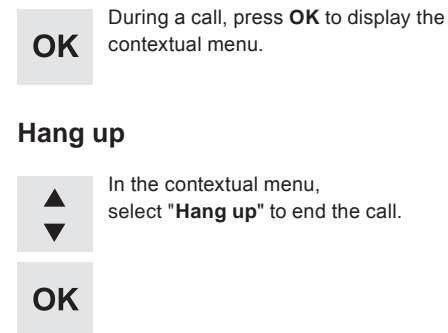 During a call, press OK to display the
OK contextual menu.
Hang up
In the contextual menu,
▲ select "Hang up" to end the call.
▼
OK